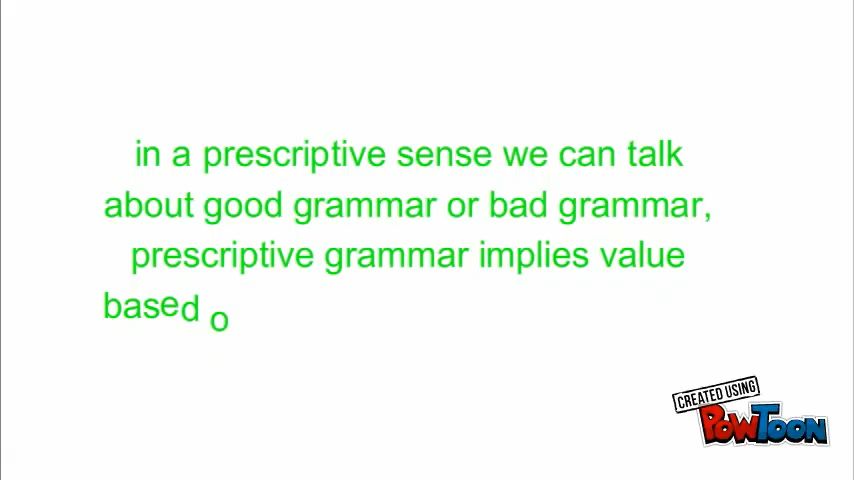 in a prescriptive sense we can talk
about good grammar or bad grammar,
prescriptive grammar implies value
based o
CREATED USING
POWTOON